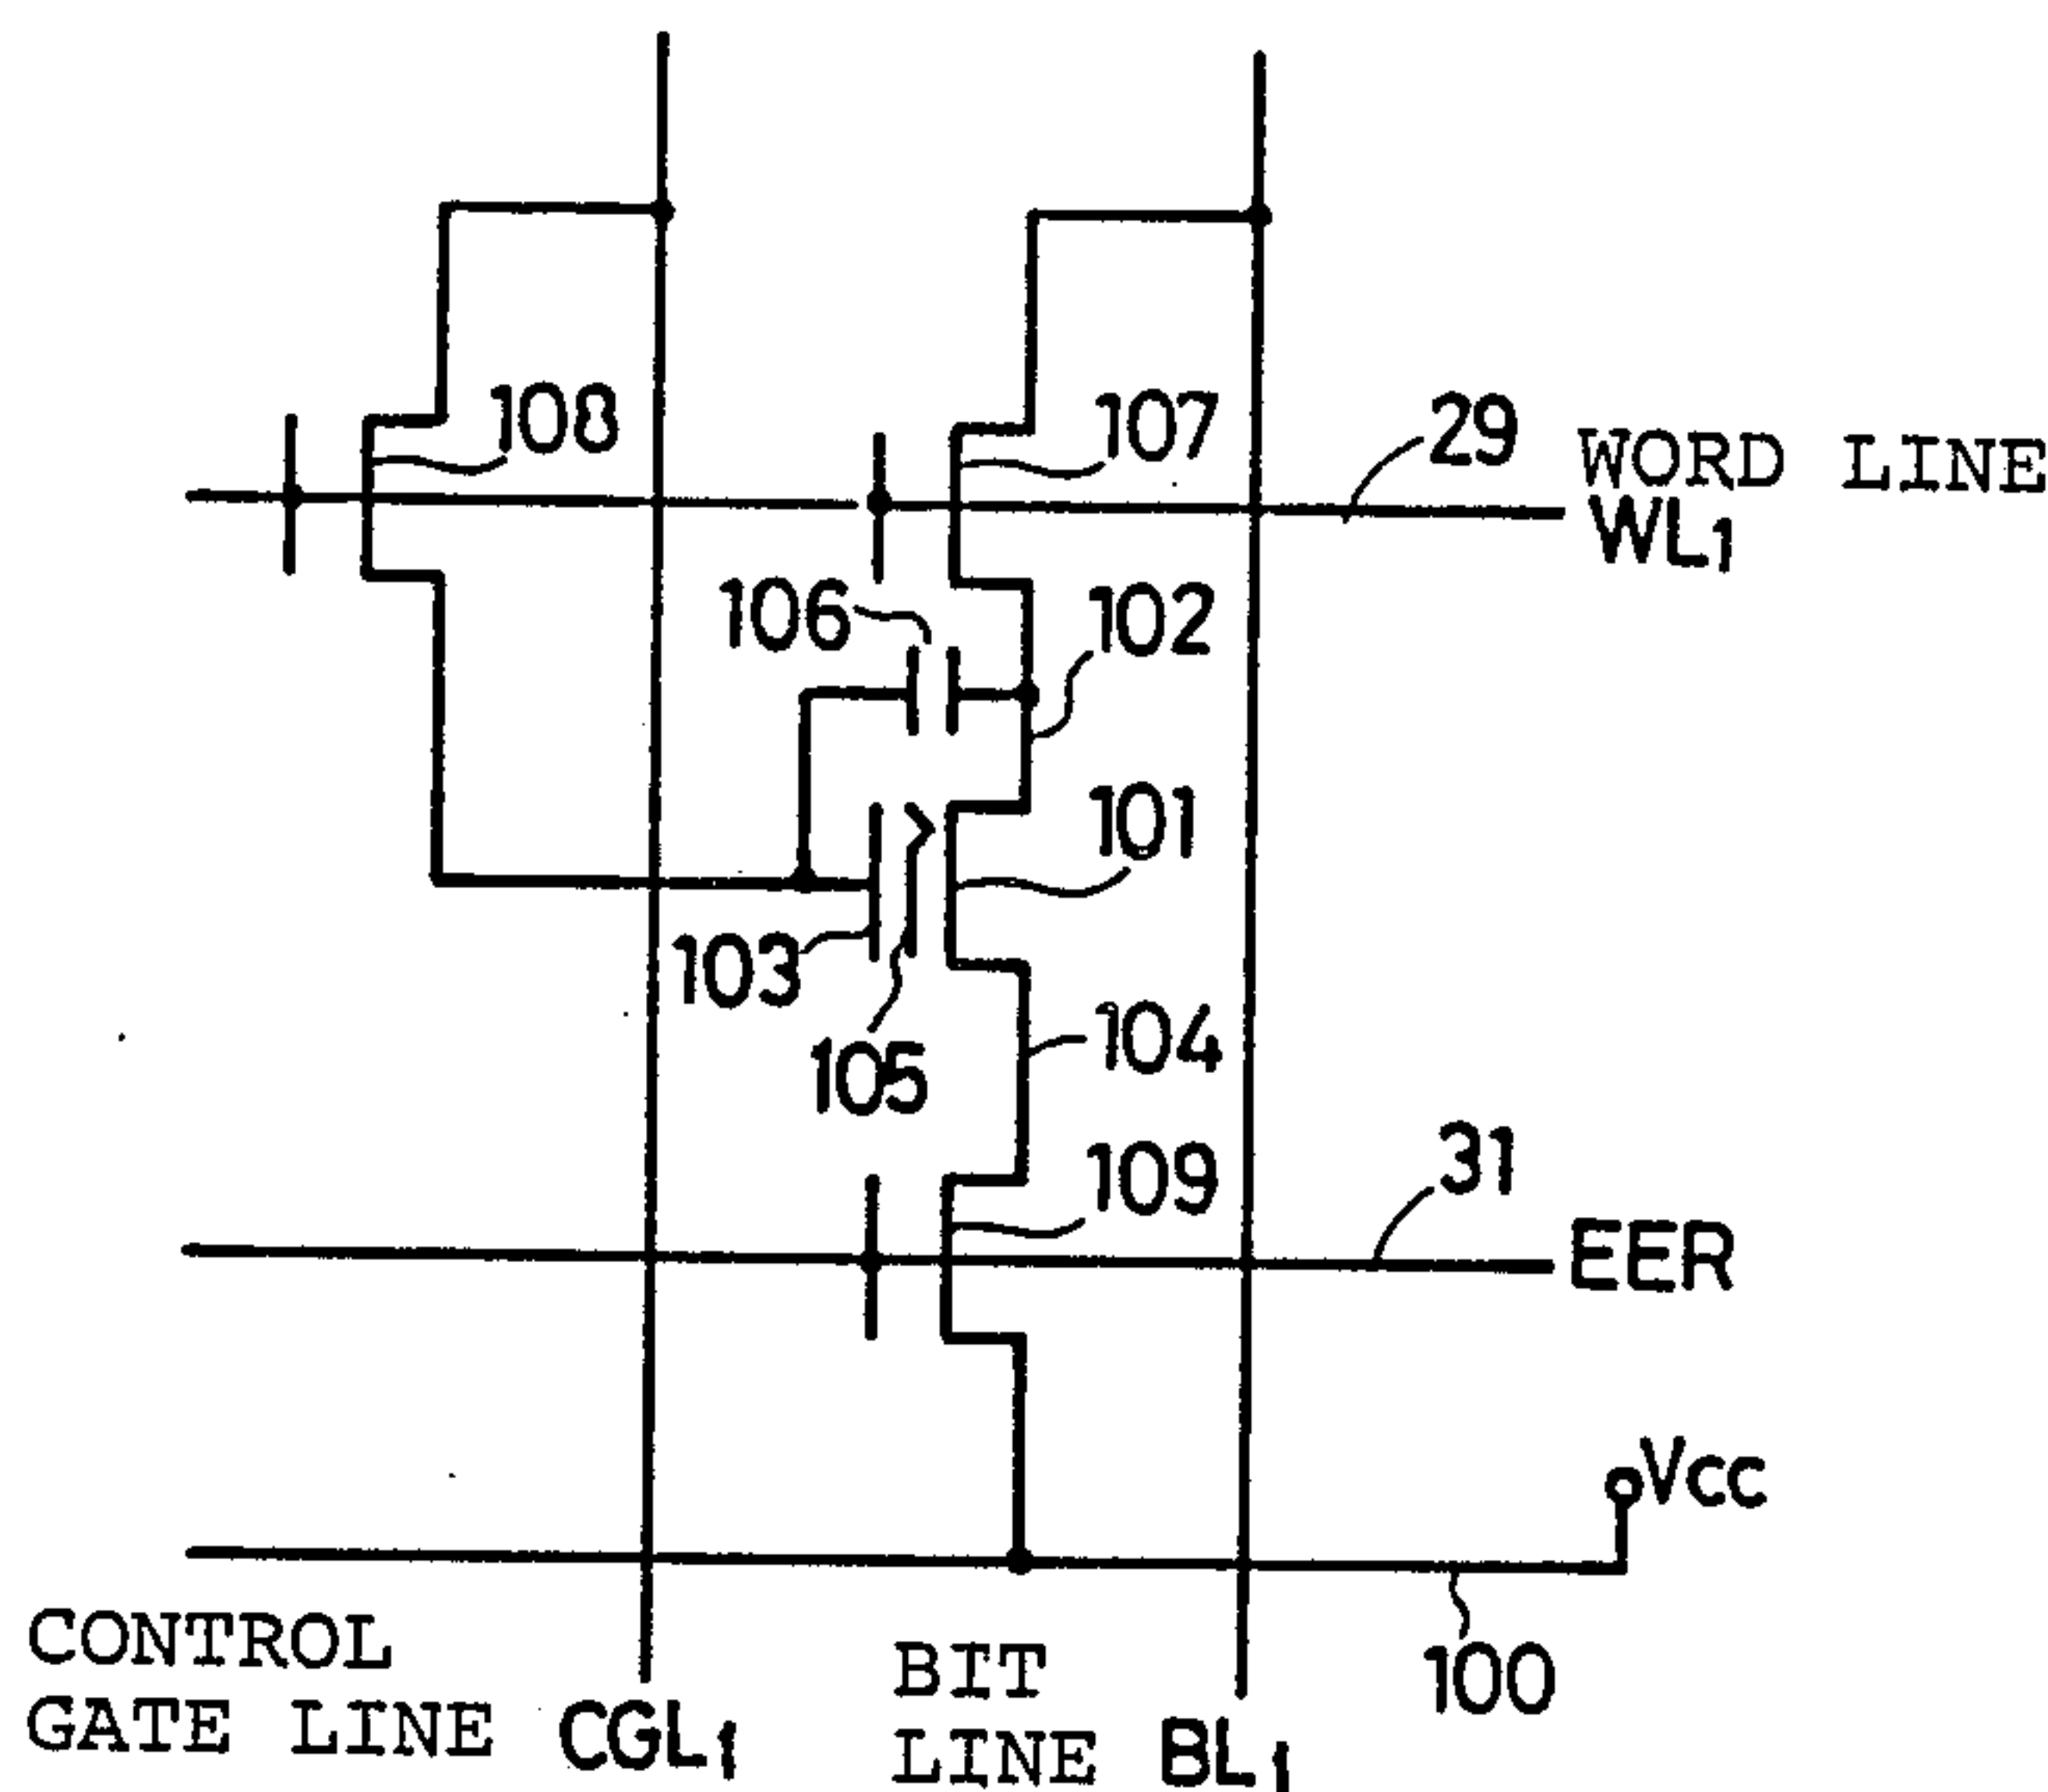 108
107
29
WORD LINE
WL1
106
102
101
103
105
104
109
31
EER
Vcc
100
CONTROL
GATE LINE
CGL1
BIT
LINE
BL1